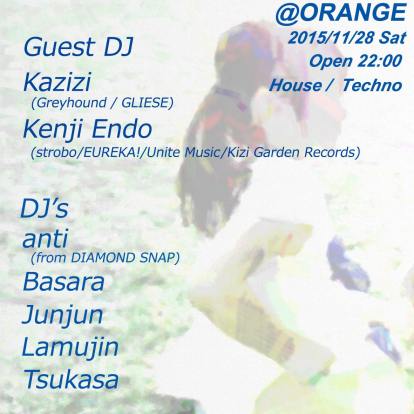 @ORANGE
2015/11/28 Sat
Open 22:00
House / Techno
Guest DJ
Kazizi
(Greyhound / GLIESE)
Kenji Endo
(strobo/EUREKA!/Unite Music/Kizi Garden Records)
DJ's
anti
(from DIAMOND SNAP)
Basara
Junjun
Lamujin
Tsukasa